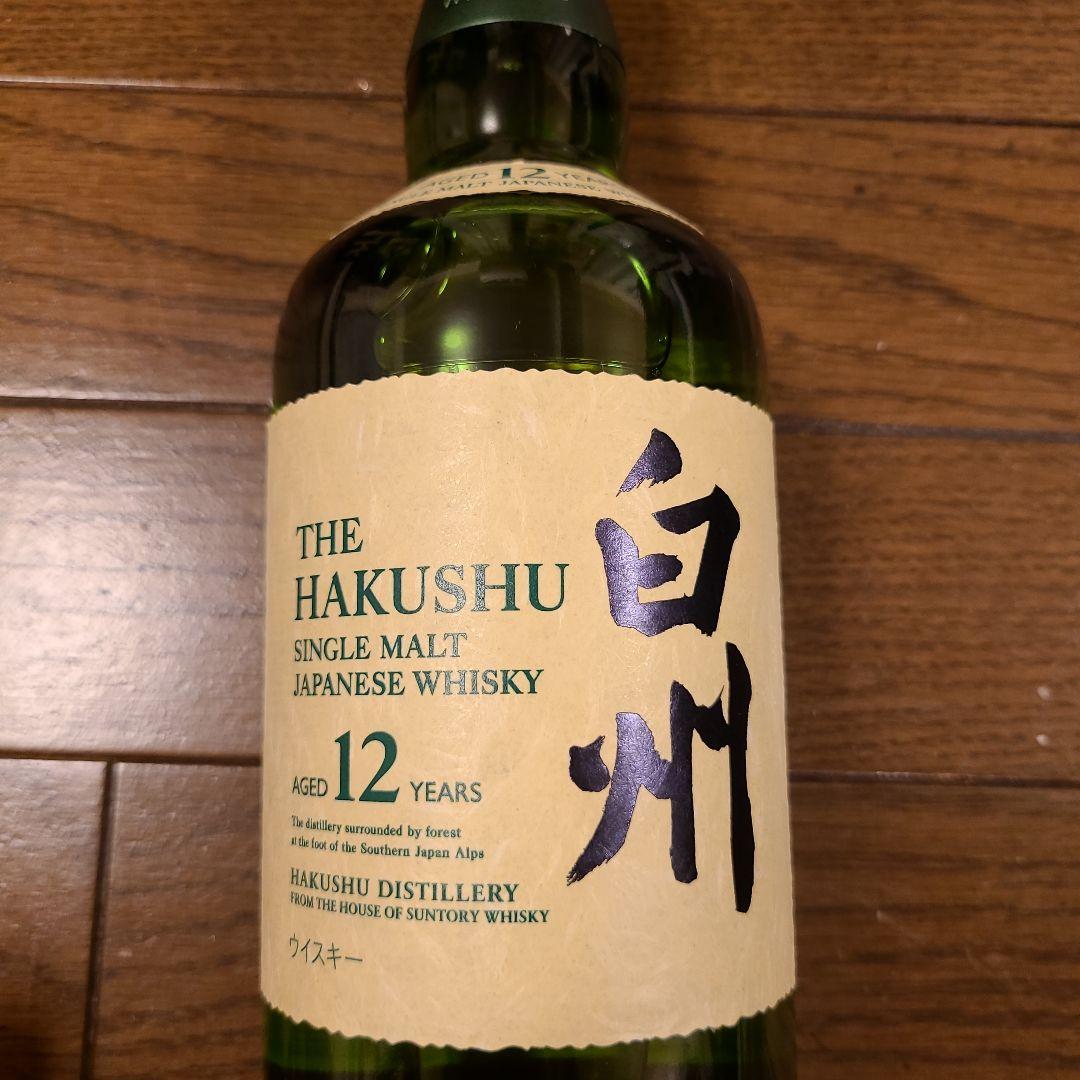 AGED 12 YEARS
MALT JAPANESE
THE
HAKUSHU
SINGLE MALT
JAPANESE WHISKY
AGED 12 YEARS
The distillery surrounded by forest
at the foot of the Southern Japan Alps
HAKUSHU DISTILLERY
FROM THE HOUSE OF SUNTORY WHISKY
ウイスキー
白州